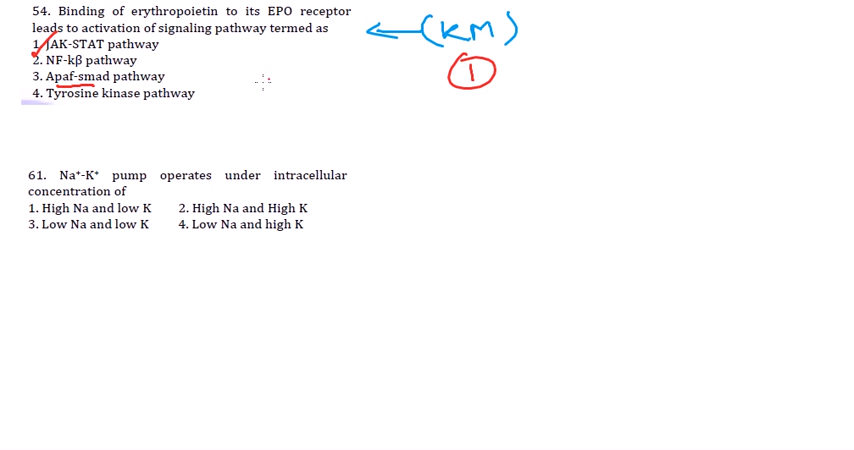 54. Binding of erythropoietin to its EPO receptor
leads to activation of signaling pathway termed as
1. JAK-STAT pathway
2. NF-kβ pathway
3. Apaf-smad pathway
4. Tyrosine kinase pathway
← (KM)
1
61. Na⁺-K⁺ pump operates under intracellular
concentration of
1. High Na and low K 2. High Na and High K
3. Low Na and low K 4. Low Na and high K